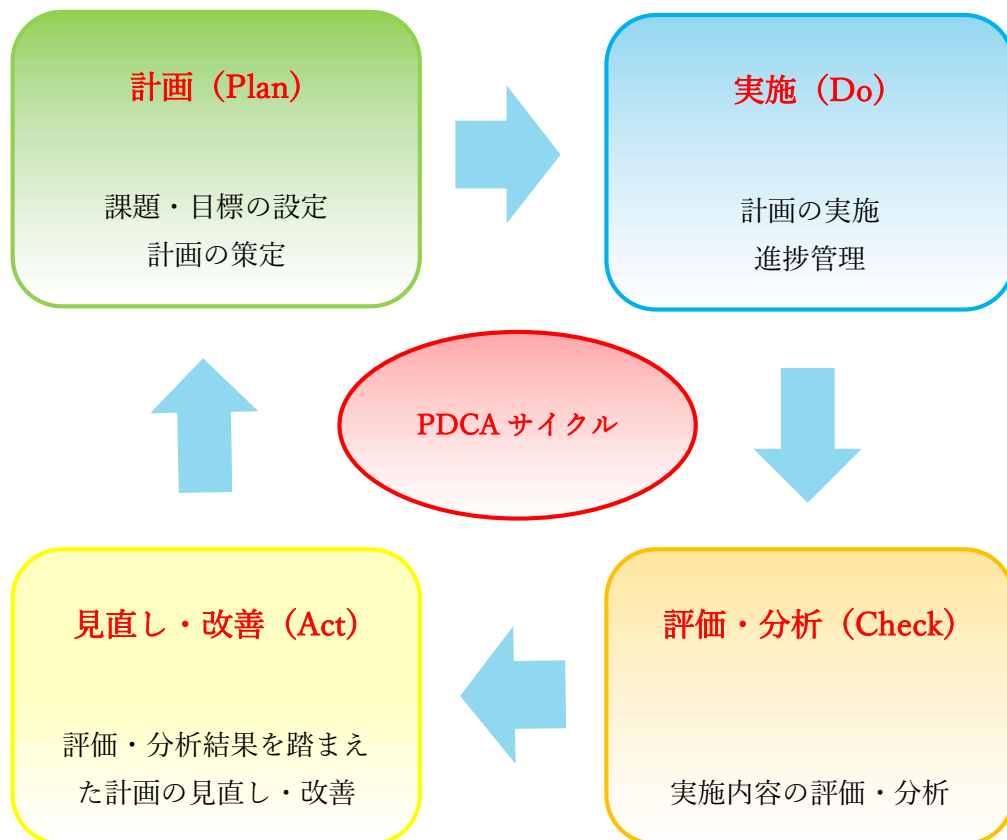 計画（Plan）
課題・目標の設定
計画の策定
実施（Do）
計画の実施
進捗管理
PDCA サイクル
見直し・改善（Act）
評価・分析結果を踏まえ
た計画の見直し・改善
評価・分析（Check）
実施内容の評価・分析